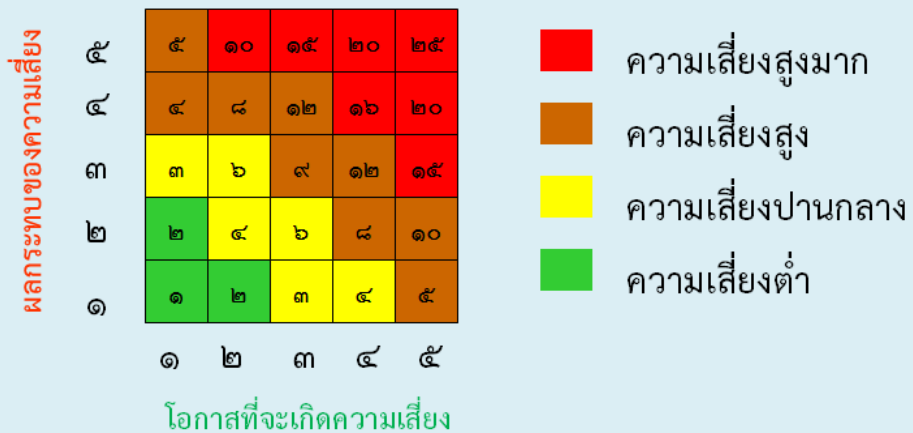 ผลกระทบของความเสี่ยง
๕ ๕ ๑๐ ๑๕ ๒๐ ๒๕
๔ ๔ ๘ ๑๒ ๑๖ ๒๐
๓ ๓ ๖ ๙ ๑๒ ๑๕
๒ ๒ ๔ ๖ ๘ ๑๐
๑ ๑ ๒ ๓ ๔ ๕
๑ ๒ ๓ ๔ ๕
โอกาสที่จะเกิดความเสี่ยง
ความเสี่ยงสูงมาก
ความเสี่ยงสูง
ความเสี่ยงปานกลาง
ความเสี่ยงต่ำ